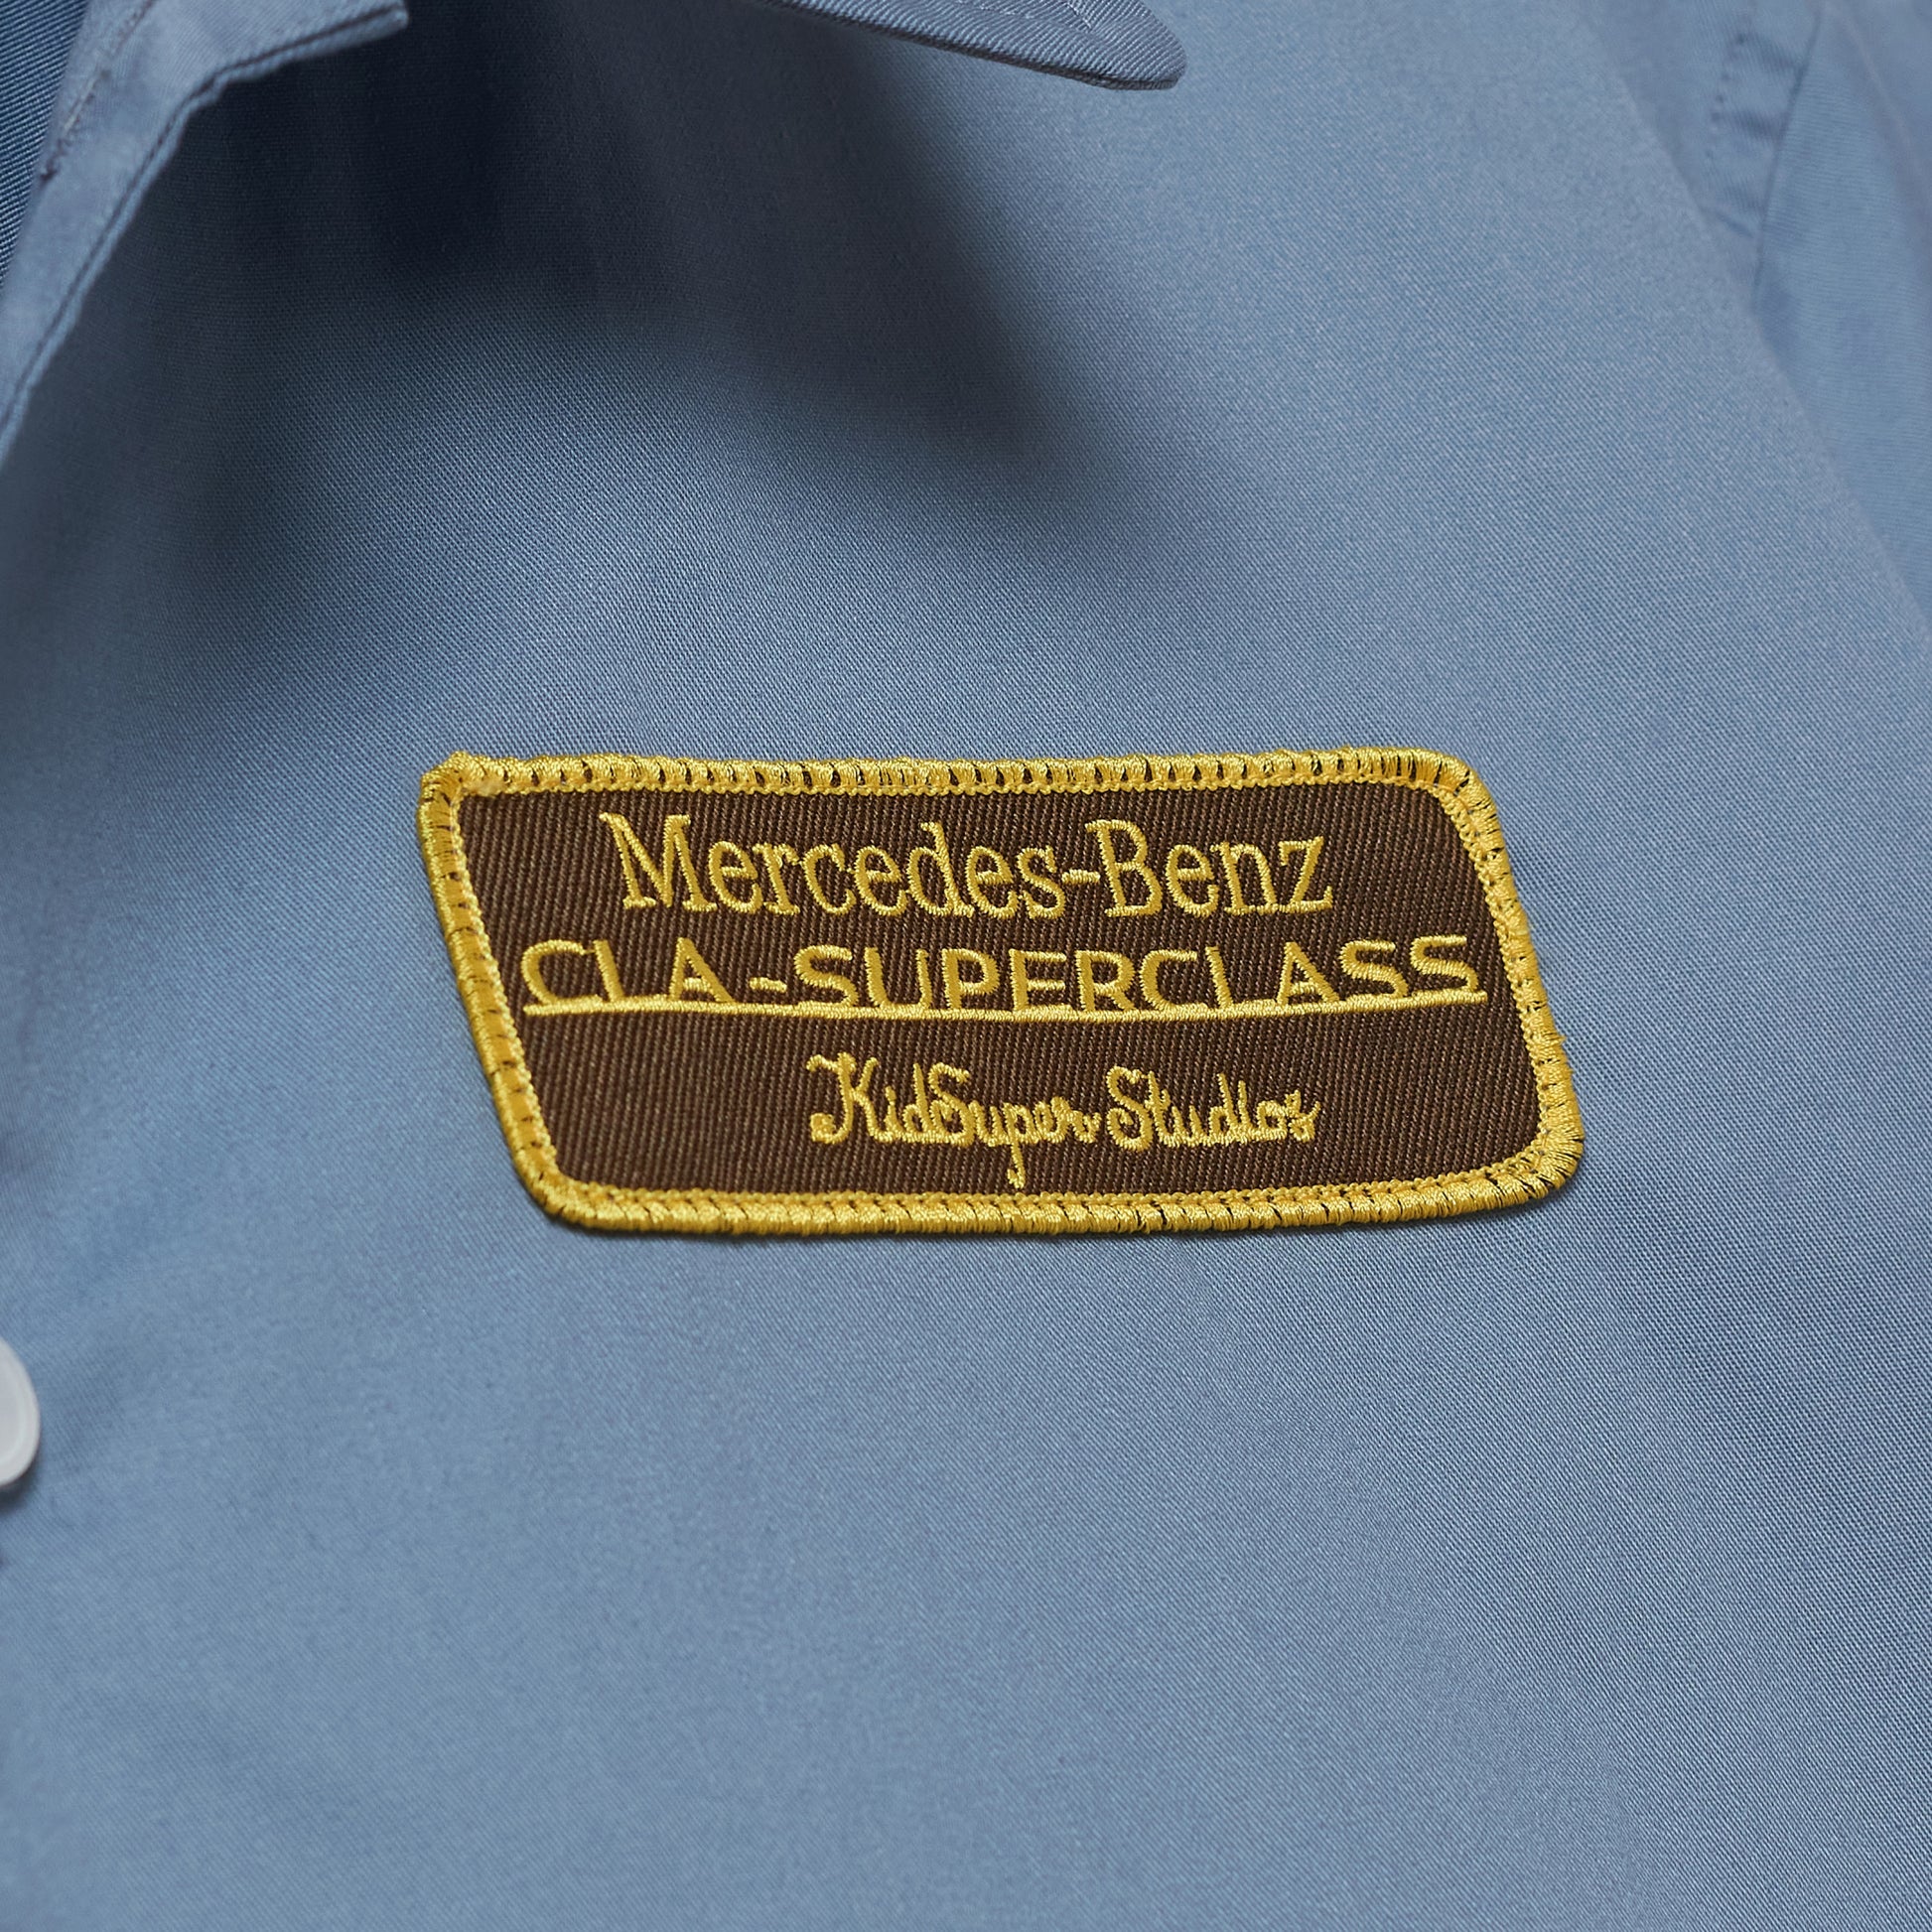 Mercedes-Benz
CLA-SUPERCLASS
KidSuper Studios